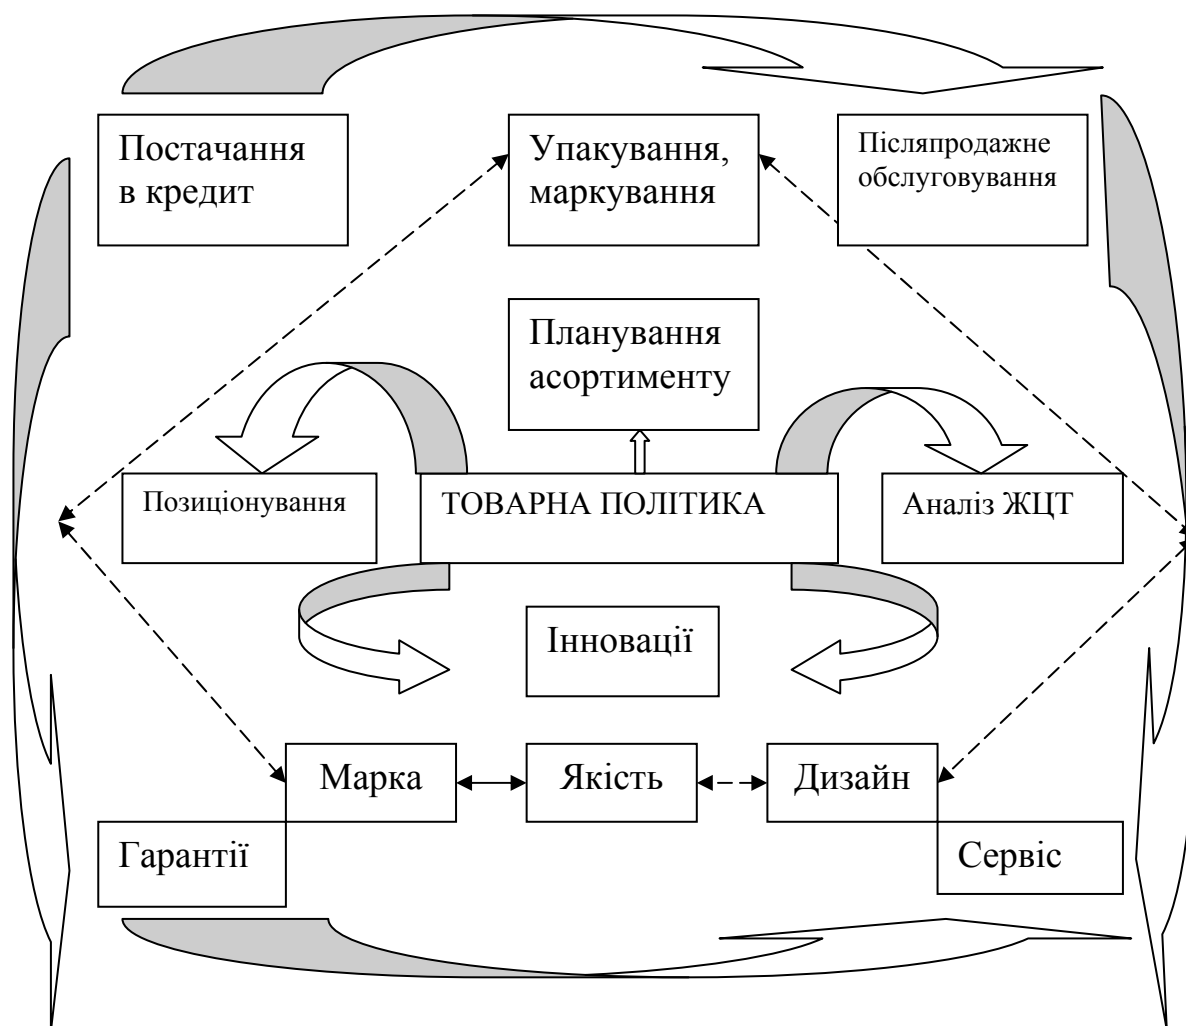 Постачання
в кредит
Упакування,
маркування
Післяпродажне
обслуговування
Планування
асортименту
Позиціонування
ТОВАРНА ПОЛІТИКА
Аналіз ЖЦТ
Інновації
Марка
Якість
Дизайн
Гарантії
Сервіс